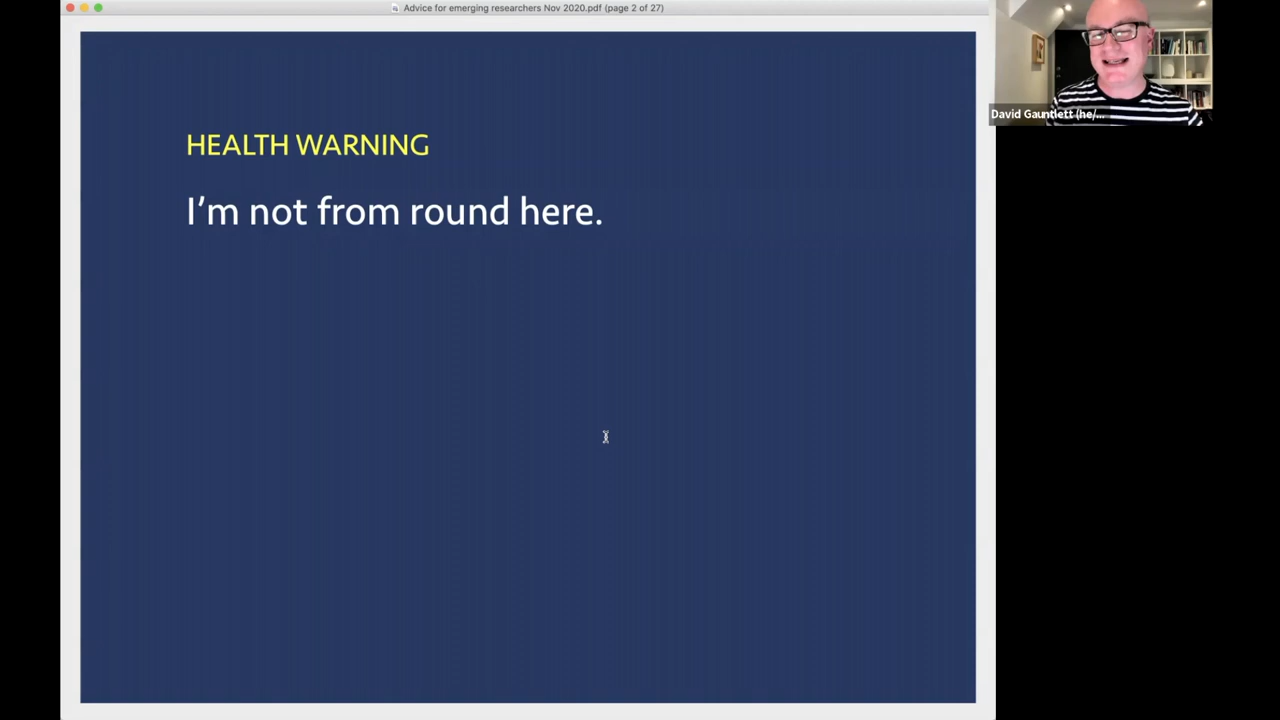 Advice for emerging researchers Nov 2020.pdf (page 2 of 27)
HEALTH WARNING
I’m not from round here.
David Gauntlett (he/...